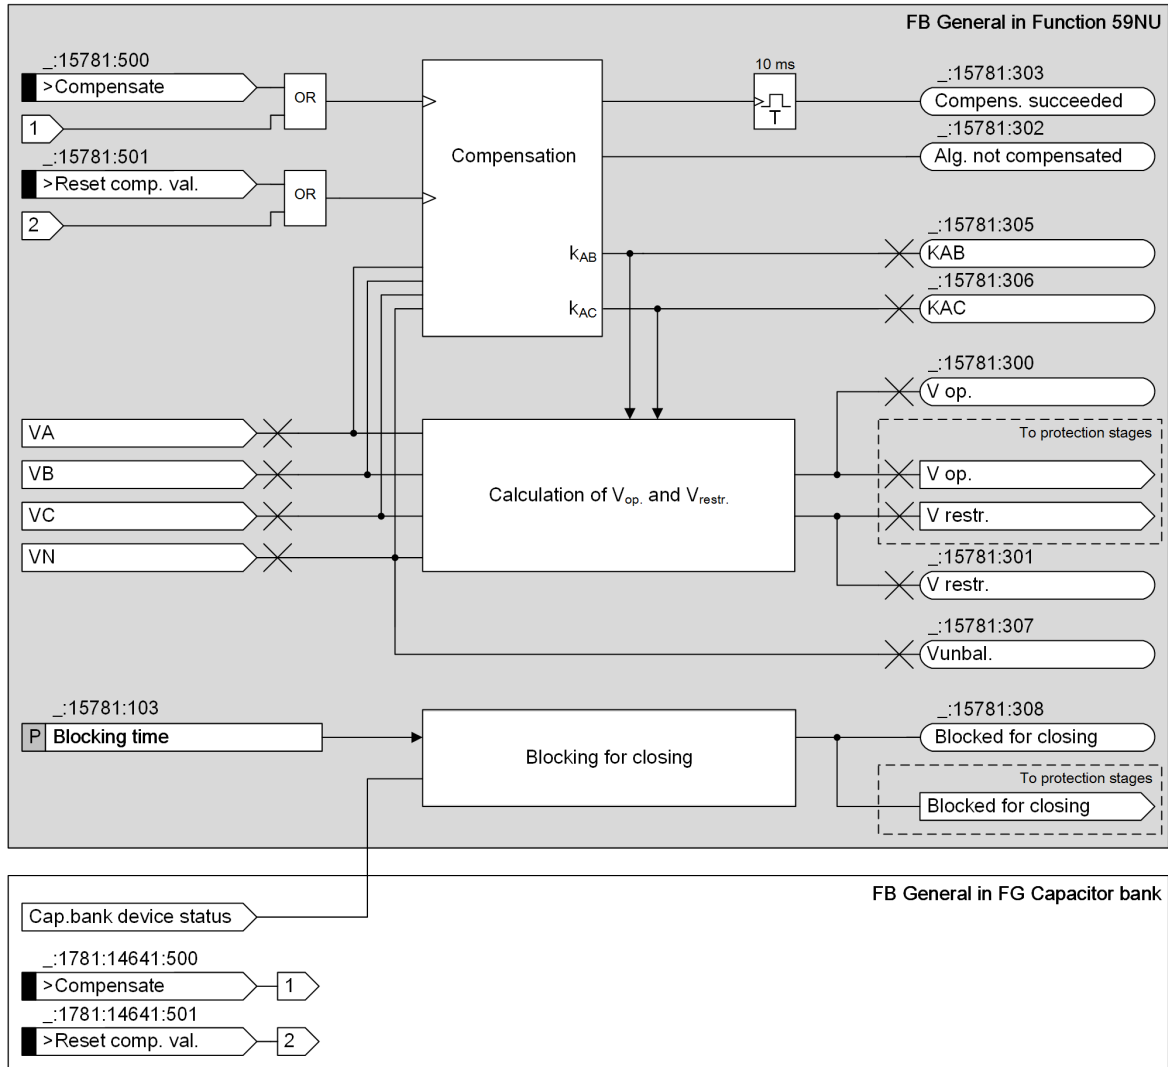 FB General in Function 59NU
_:15781:500
>Compensate
1
OR
_:15781:501
>Reset comp. val.
2
OR
Compensation
kAB
kAC
10 ms
T
_:15781:303
Compens. succeeded
_:15781:302
Alg. not compensated
_:15781:305
KAB
_:15781:306
KAC
_:15781:300
V op.
To protection stages
V op.
V restr.
_:15781:301
V restr.
_:15781:307
Vunbal.
VA
VB
VC
VN
Calculation of Vop. and Vrestr.
_:15781:103
P Blocking time
Blocking for closing
_:15781:308
Blocked for closing
To protection stages
Blocked for closing
FB General in FG Capacitor bank
Cap.bank device status
_:1781:14641:500
>Compensate
1
_:1781:14641:501
>Reset comp. val.
2